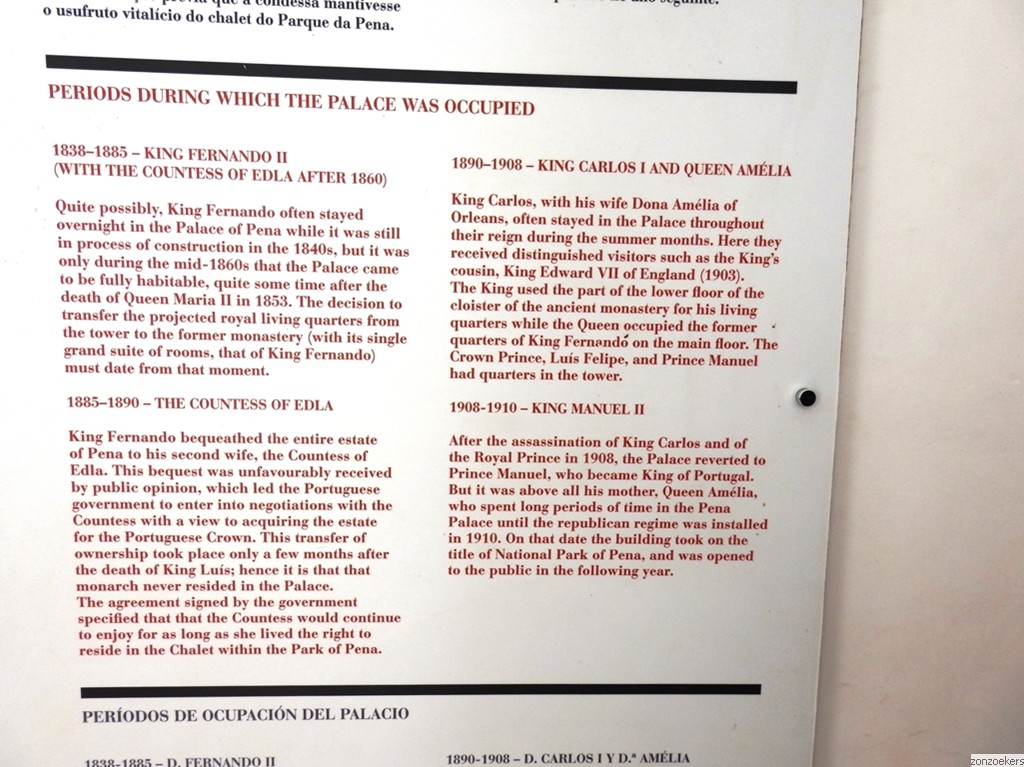 o usufruto vitalício do chalet do Parque da Pena.
PERIODS DURING WHICH THE PALACE WAS OCCUPIED
1838–1885 – KING FERNANDO II
(WITH THE COUNTESS OF EDLA AFTER 1860)
Quite possibly, King Fernando often stayed
overnight in the Palace of Pena while it was still
in process of construction in the 1840s, but it was
only during the mid-1860s that the Palace came
to be fully habitable, quite some time after the
death of Queen Maria II in 1853. The decision to
transfer the projected royal living quarters from
the tower to the former monastery (with its single
grand suite of rooms, that of King Fernando)
must date from that moment.
1885–1890 – THE COUNTESS OF EDLA
King Fernando bequeathed the entire estate
of Pena to his second wife, the Countess of
Edla. This bequest was unfavourably received
by public opinion, which led the Portuguese
government to enter into negotiations with the
Countess with a view to acquiring the estate
for the Portuguese Crown. This transfer of
ownership took place only a few months after
the death of King Luís; hence it is that that
monarch never resided in the Palace.
The agreement signed by the government
specified that that the Countess would continue
to enjoy for as long as she lived the right to
reside in the Chalet within the Park of Pena.
1890–1908 – KING CARLOS I AND QUEEN AMÉLIA
King Carlos, with his wife Dona Amélia of
Orleans, often stayed in the Palace throughout
their reign during the summer months. Here they
received distinguished visitors such as the King's
cousin, King Edward VII of England (1903).
The King used the part of the lower floor of the
cloister of the ancient monastery for his living
quarters while the Queen occupied the former
quarters of King Fernando on the main floor. The
Crown Prince, Luís Felipe, and Prince Manuel
had quarters in the tower.
1908-1910 – KING MANUEL II
After the assassination of King Carlos and of
the Royal Prince in 1908, the Palace reverted to
Prince Manuel, who became King of Portugal.
But it was above all his mother, Queen Amélia,
who spent long periods of time in the Pena
Palace until the republican regime was installed
in 1910. On that date the building took on the
title of National Park of Pena, and was opened
to the public in the following year.
PERÍODOS DE OCUPACIÓN DEL PALACIO
1838-1885 – D. FERNANDO II
1890-1908 – D. CARLOS I Y D.ª AMÉLIA
zonzoekers